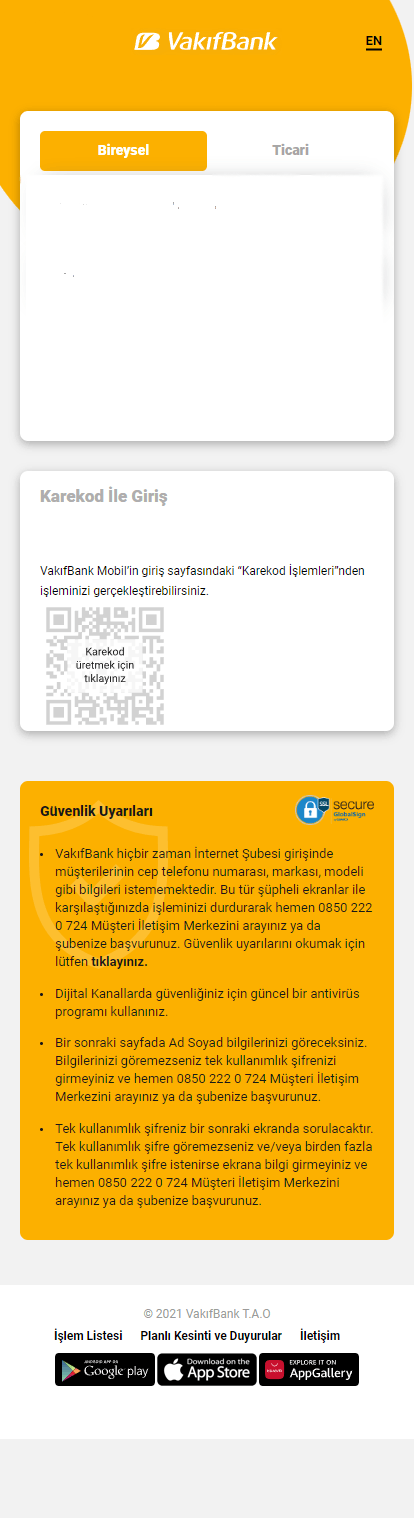 VakıfBank
EN
Bireysel
Ticari
Karekod İle Giriş
VakıfBank Mobil’in giriş sayfasındaki “Karekod İşlemleri”nden
işleminizi gerçekleştirebilirsiniz.
Karekod
üretmek için
tıklayınız
Güvenlik Uyarıları
SSL
secure
GlobalSign
• VakıfBank hiçbir zaman İnternet Şubesi girişinde
müşterilerinin cep telefonu numarası, markası, modeli
gibi bilgileri istememektedir. Bu tür şüpheli ekranlar ile
karşılaştığınızda işleminizi durdurarak hemen 0850 222
0 724 Müşteri İletişim Merkezini arayınız ya da
şubenize başvurunuz. Güvenlik uyarılarını okumak için
lütfen tıklayınız.
• Dijital Kanallarda güvenliğiniz için güncel bir antivirüs
programı kullanınız.
• Bir sonraki sayfada Ad Soyad bilgilerinizi göreceksiniz.
Bilgilerinizi göremezseniz tek kullanımlık şifrenizi
girmeyiniz ve hemen 0850 222 0 724 Müşteri İletişim
Merkezini arayınız ya da şubenize başvurunuz.
• Tek kullanımlık şifreniz bir sonraki ekranda sorulacaktır.
Tek kullanımlık şifre göremezseniz ve/veya birden fazla
tek kullanımlık şifre istenirse ekrana bilgi girmeyiniz ve
hemen 0850 222 0 724 Müşteri İletişim Merkezini
arayınız ya da şubenize başvurunuz.
© 2021 VakıfBank T.A.O
İşlem Listesi Planlı Kesinti ve Duyurular İletişim
ANDROID APP ON
Google play
Download on the
App Store
HUAWEI
EXPLORE IT ON
AppGallery